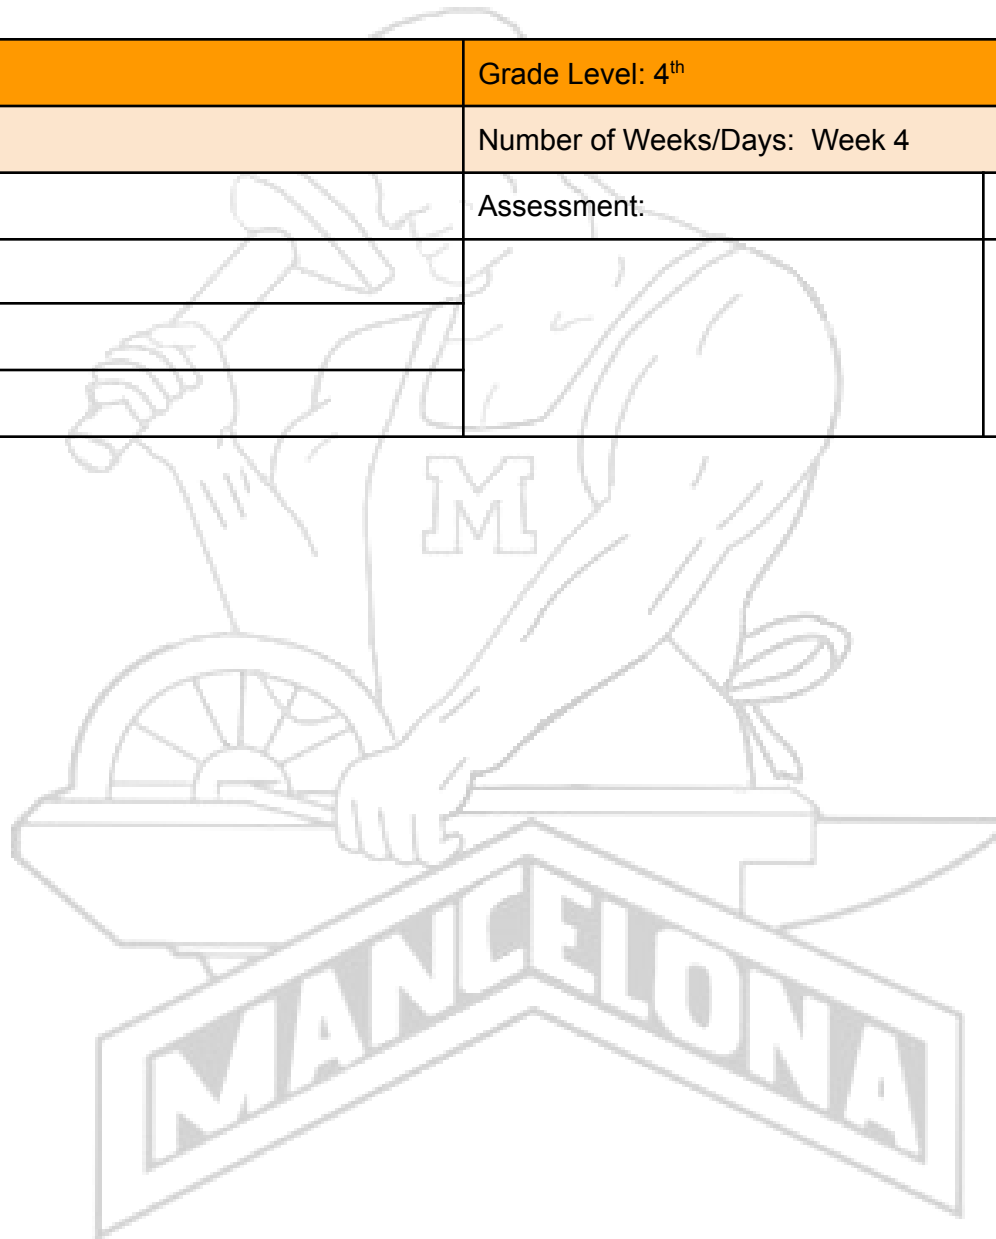 Grade Level: 4th
Number of Weeks/Days: Week 4
Assessment:
M
MANCELONA